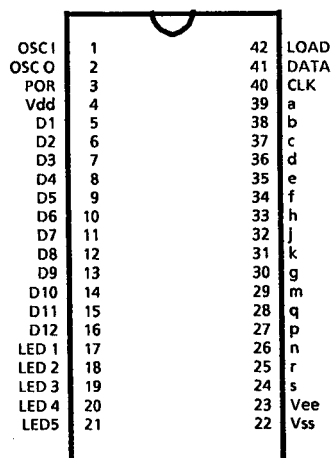 OSC I 1 42 LOAD
OSC O 2 41 DATA
POR 3 40 CLK
Vdd 4 39 a
D1 5 38 b
D2 6 37 c
D3 7 36 d
D4 8 35 e
D5 9 34 f
D6 10 33 h
D7 11 32 j
D8 12 31 k
D9 13 30 g
D10 14 29 m
D11 15 28 q
D12 16 27 p
LED 1 17 26 n
LED 2 18 25 r
LED 3 19 24 s
LED 4 20 23 Vee
LED5 21 22 Vss